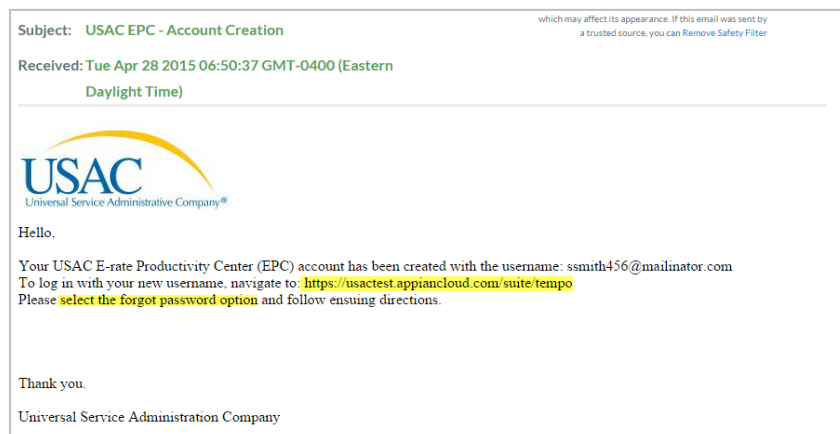 Subject: USAC EPC - Account Creation
which may affect its appearance. If this email was sent by
a trusted source, you can Remove Safety Filter
Received: Tue Apr 28 2015 06:50:37 GMT-0400 (Eastern
Daylight Time)
USAC
Universal Service Administrative Company®
Hello,
Your USAC E-rate Productivity Center (EPC) account has been created with the username: ssmith456@mailinator.com
To log in with your new username, navigate to: https://usactest.appiancloud.com/suite/tempo
Please select the forgot password option and follow ensuing directions.
Thank you.
Universal Service Administration Company